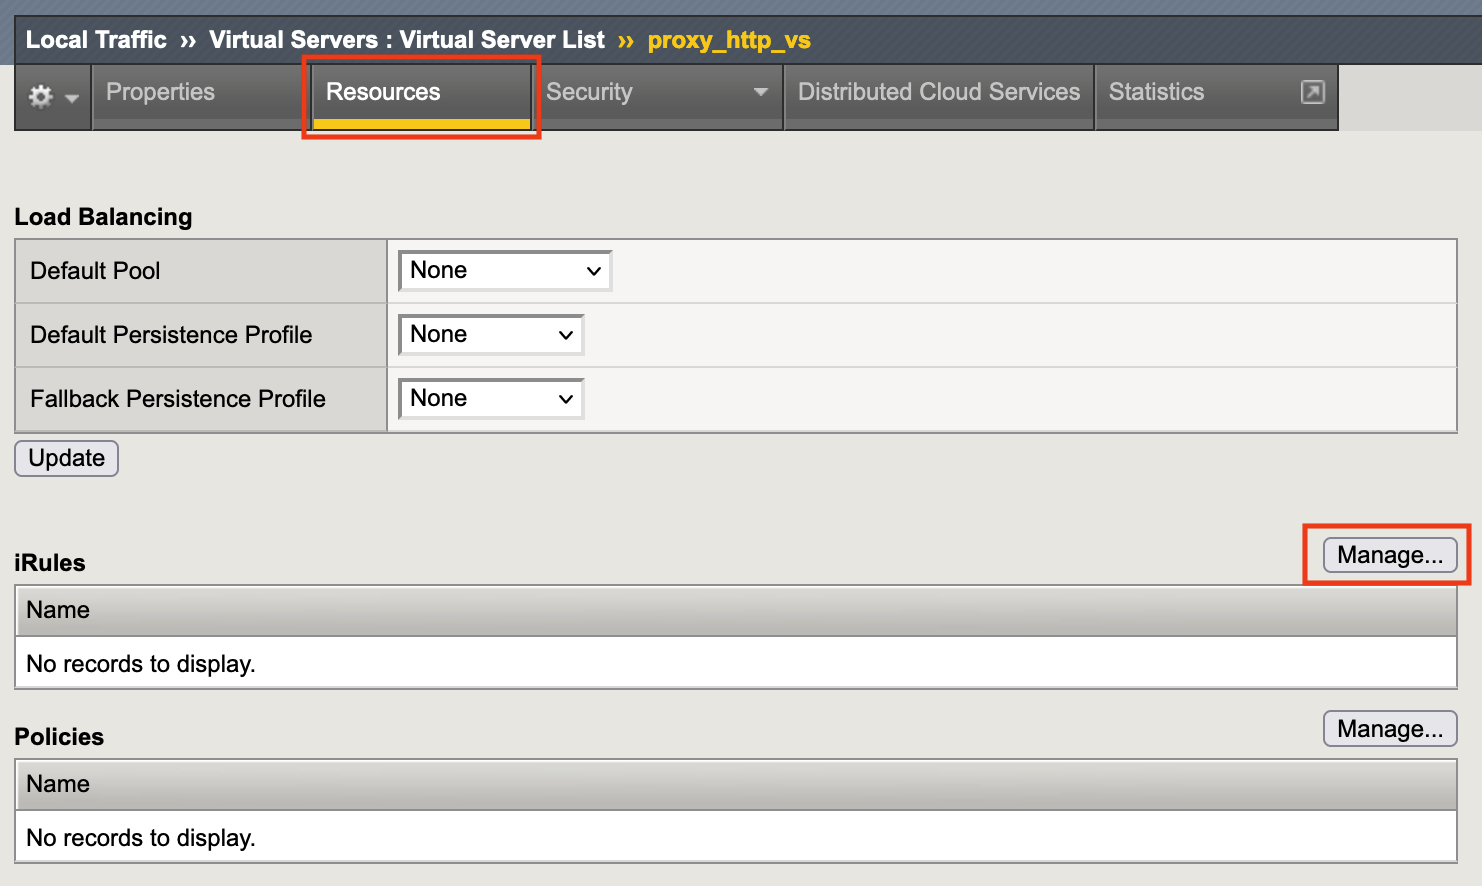 Local Traffic ›› Virtual Servers : Virtual Server List ›› proxy_http_vs
Properties Resources Security Distributed Cloud Services Statistics
Load Balancing
Default Pool None
Default Persistence Profile None
Fallback Persistence Profile None
Update
iRules Manage...
Name
No records to display.
Policies Manage...
Name
No records to display.